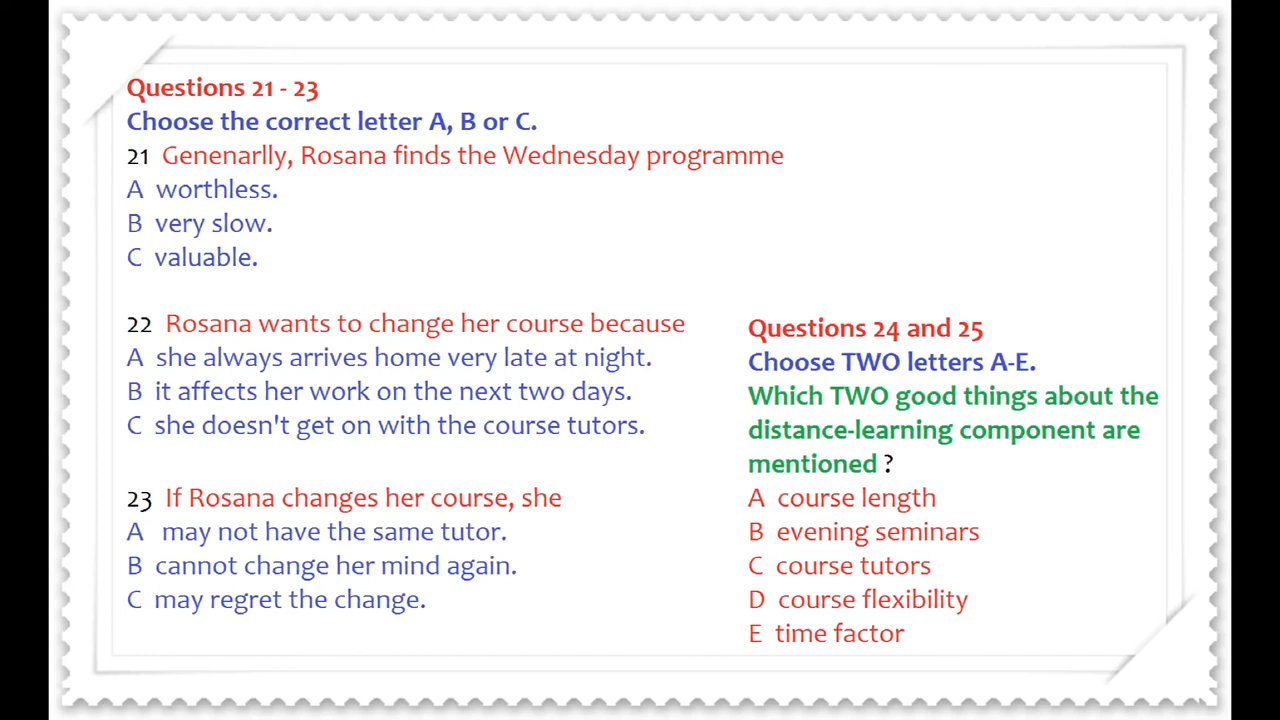 Questions 21 - 23
Choose the correct letter A, B or C.
21 Genenarlly, Rosana finds the Wednesday programme
A worthless.
B very slow.
C valuable.
22 Rosana wants to change her course because
A she always arrives home very late at night.
B it affects her work on the next two days.
C she doesn't get on with the course tutors.
23 If Rosana changes her course, she
A may not have the same tutor.
B cannot change her mind again.
C may regret the change.
Questions 24 and 25
Choose TWO letters A-E.
Which TWO good things about the
distance-learning component are
mentioned ?
A course length
B evening seminars
C course tutors
D course flexibility
E time factor